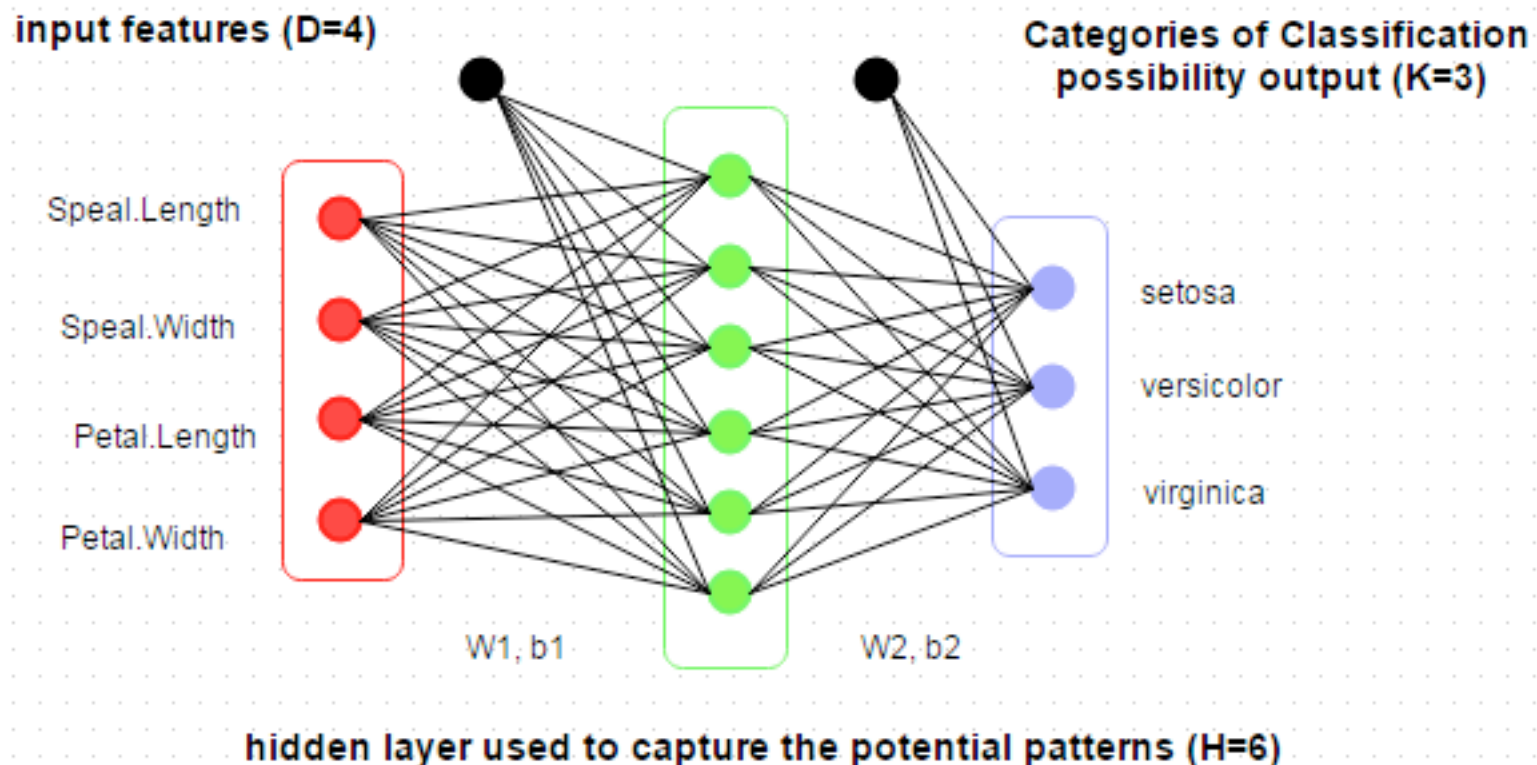 input features (D=4)
Categories of Classification
possibility output (K=3)
Speal.Length
Speal.Width
Petal.Length
Petal.Width
setosa
versicolor
virginica
W1, b1
W2, b2
hidden layer used to capture the potential patterns (H=6)